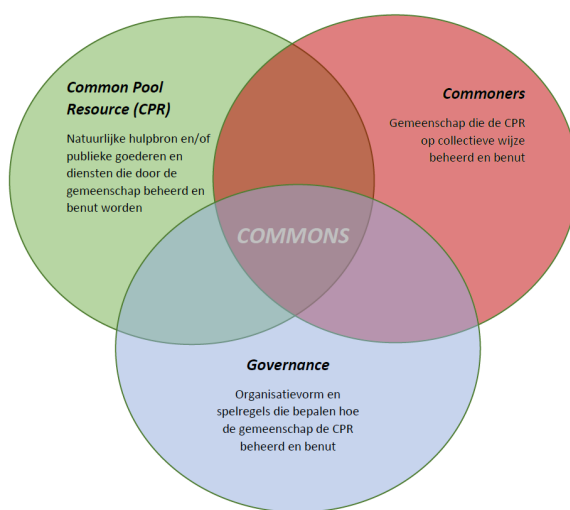 Common Pool
Resource (CPR)
Natuurlijke hulpbron en/of
publieke goederen en
diensten die door de
gemeenschap beheerd en
benut worden
Commoners
Gemeenschap die de CPR
op collectieve wijze
beheerd en benut
COMMONS
Governance
Organisatievorm en
spelregels die bepalen hoe
de gemeenschap de CPR
beheerd en benut